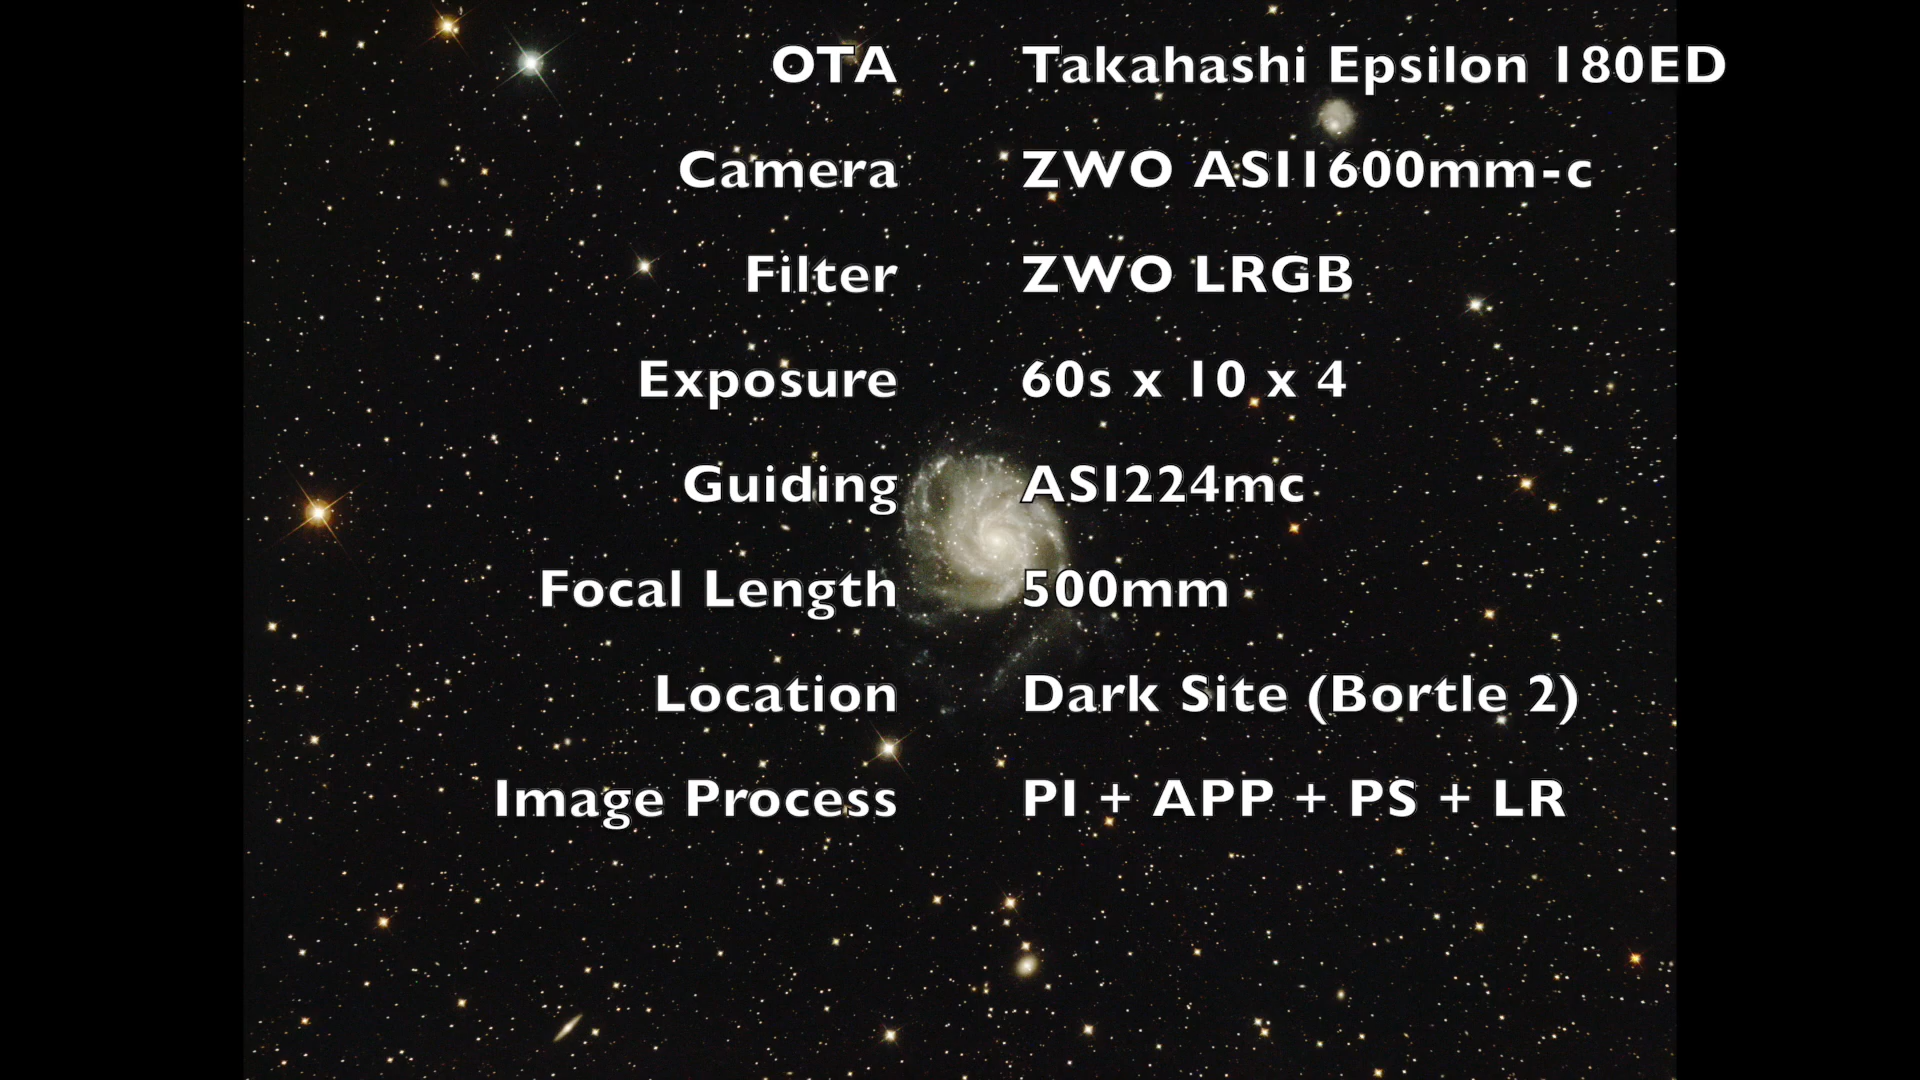 OTA Takahashi Epsilon 180ED
Camera ZWO ASI1600mm-c
Filter ZWO LRGB
Exposure 60s x 10 x 4
Guiding ASI224mc
Focal Length 500mm
Location Dark Site (Bortle 2)
Image Process PI + APP + PS + LR